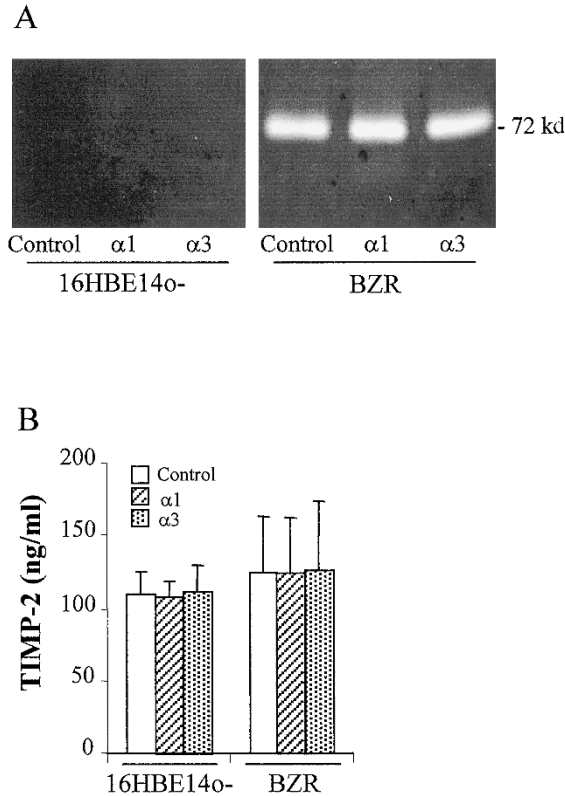 A
- 72 kd
Control α1 α3 Control α1 α3
16HBE14o- BZR
B
200
150
100
50
0
TIMP-2 (ng/ml)
Control
α1
α3
16HBE14o- BZR